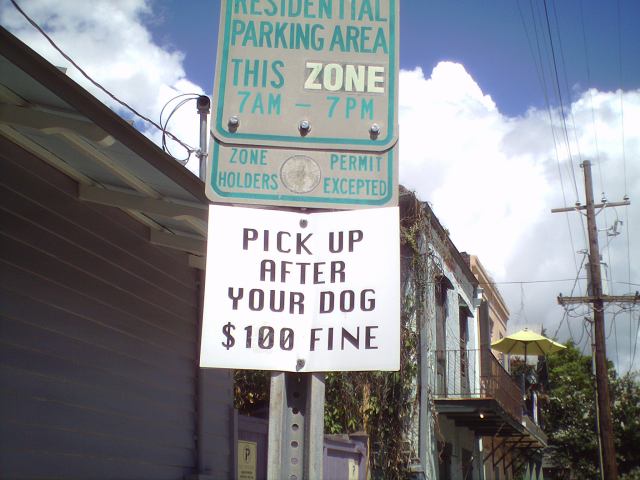 RESIDENTIAL
PARKING AREA
THIS ZONE
7AM - 7PM
ZONE PERMIT
HOLDERS EXCEPTED
PICK UP
AFTER
YOUR DOG
$100 FINE
P